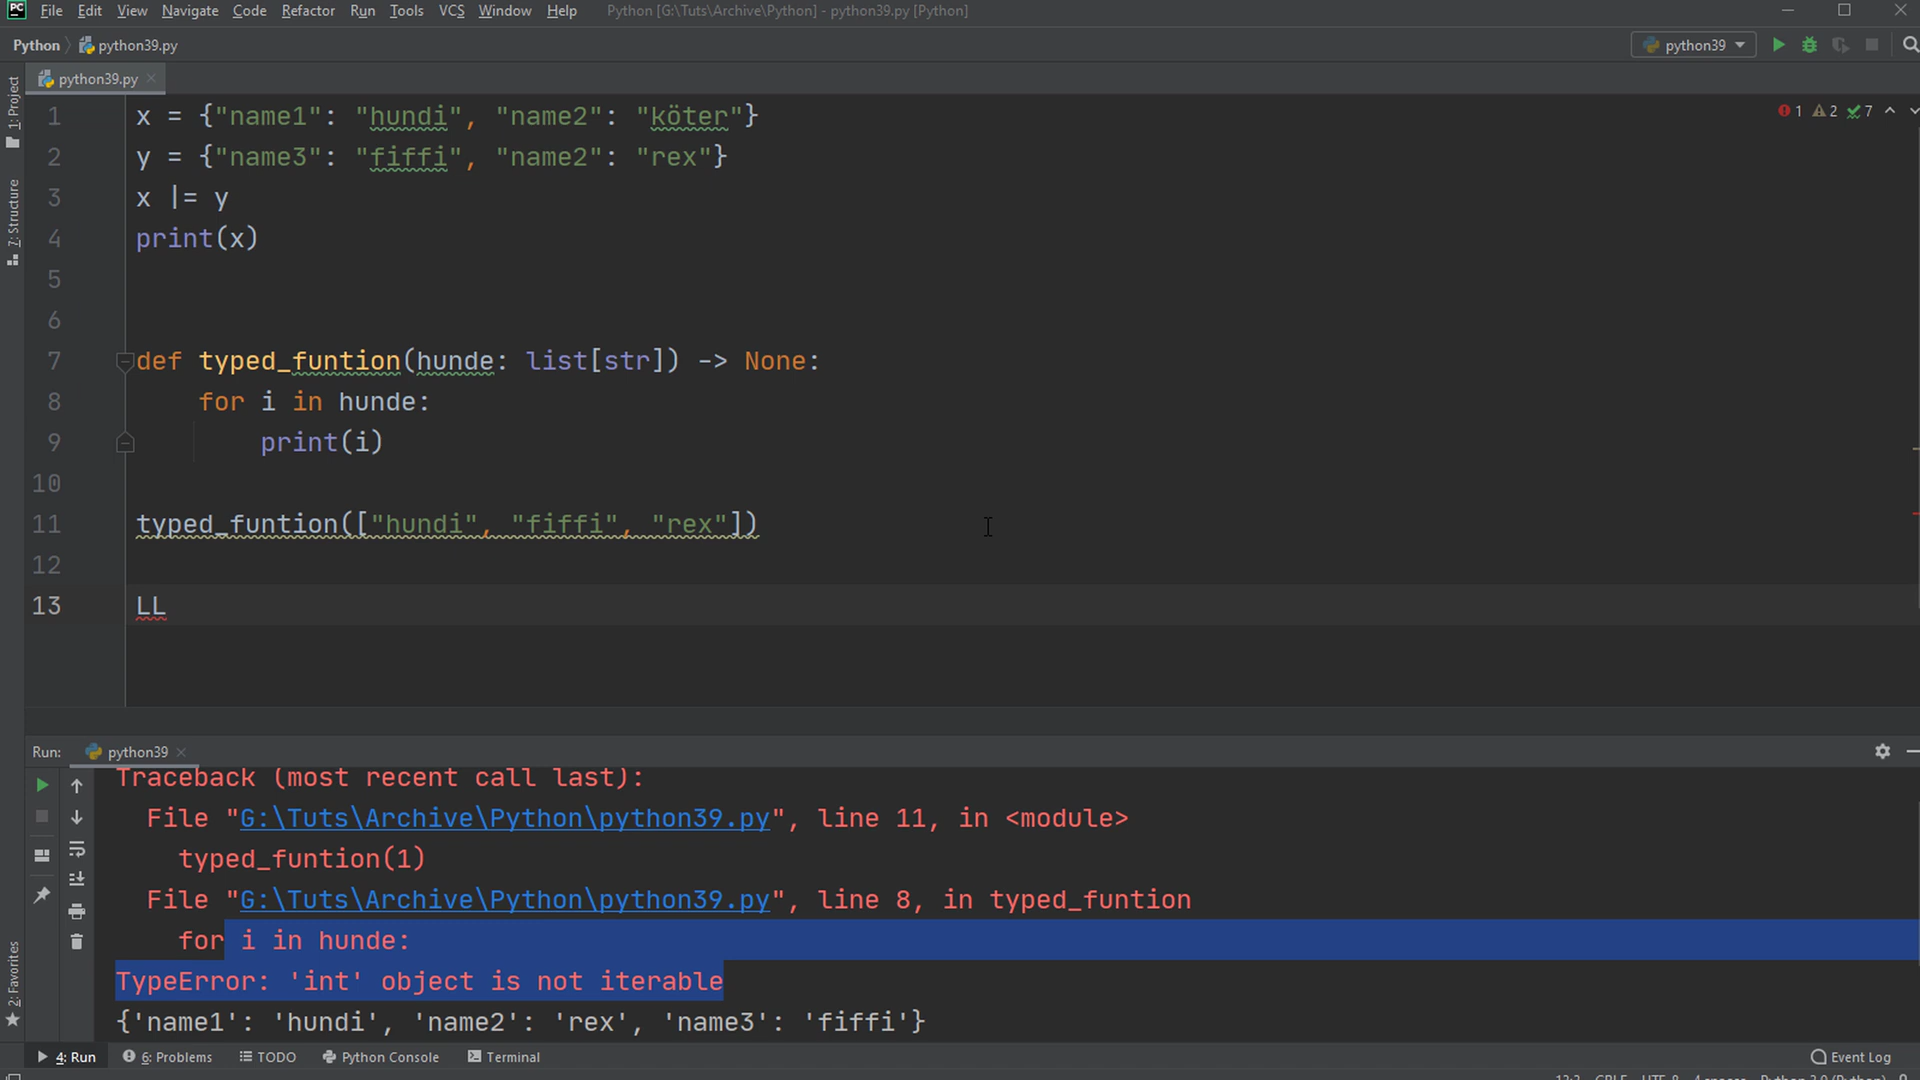 PC File Edit View Navigate Code Refactor Run Tools VCS Window Help Python [G:\Tuts\Archive\Python] - python39.py [Python]
Python python39.py python39
python39.py
1: Project
7: Structure
2: Favorites
1 x = {"name1": "hundi", "name2": "köter"}
1 2 7
2 y = {"name3": "fiffi", "name2": "rex"}
3 x |= y
4 print(x)
5
6
7 def typed_funtion(hunde: list[str]) -> None:
8 for i in hunde:
9 print(i)
10
11 typed_funtion(["hundi", "fiffi", "rex"])
12
13 LL
Run: python39
Traceback (most recent call last):
File "G:\Tuts\Archive\Python\python39.py", line 11, in <module>
typed_funtion(1)
File "G:\Tuts\Archive\Python\python39.py", line 8, in typed_funtion
for i in hunde:
TypeError: 'int' object is not iterable
{'name1': 'hundi', 'name2': 'rex', 'name3': 'fiffi'}
4: Run 6: Problems TODO Python Console Terminal Event Log